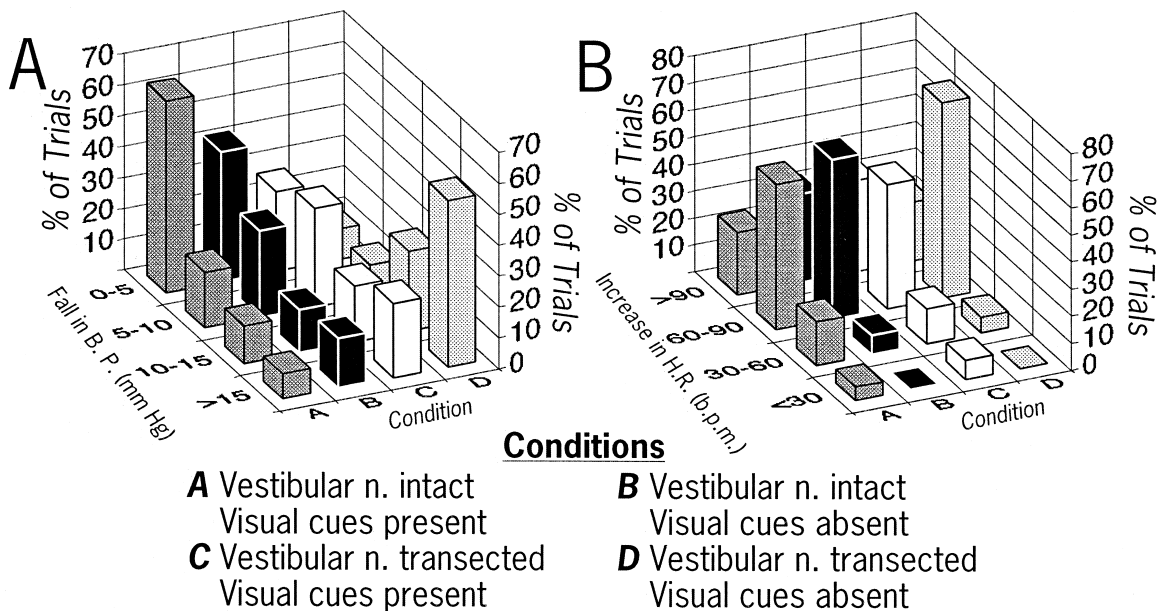 A
B
% of Trials
70
60
50
40
30
20
10
70
60
50
40
30
20
10
0
% of Trials
0-5
5-10
10-15
>15
Fall in B. P. (mm Hg)
A
B
C
D
Condition
% of Trials
80
70
60
50
40
30
20
10
80
70
60
50
40
30
20
10
0
% of Trials
>90
60-90
30-60
<30
Increase in H.R. (b.p.m.)
A
B
C
D
Condition
Conditions
A Vestibular n. intact
Visual cues present
B Vestibular n. intact
Visual cues absent
C Vestibular n. transected
Visual cues present
D Vestibular n. transected
Visual cues absent